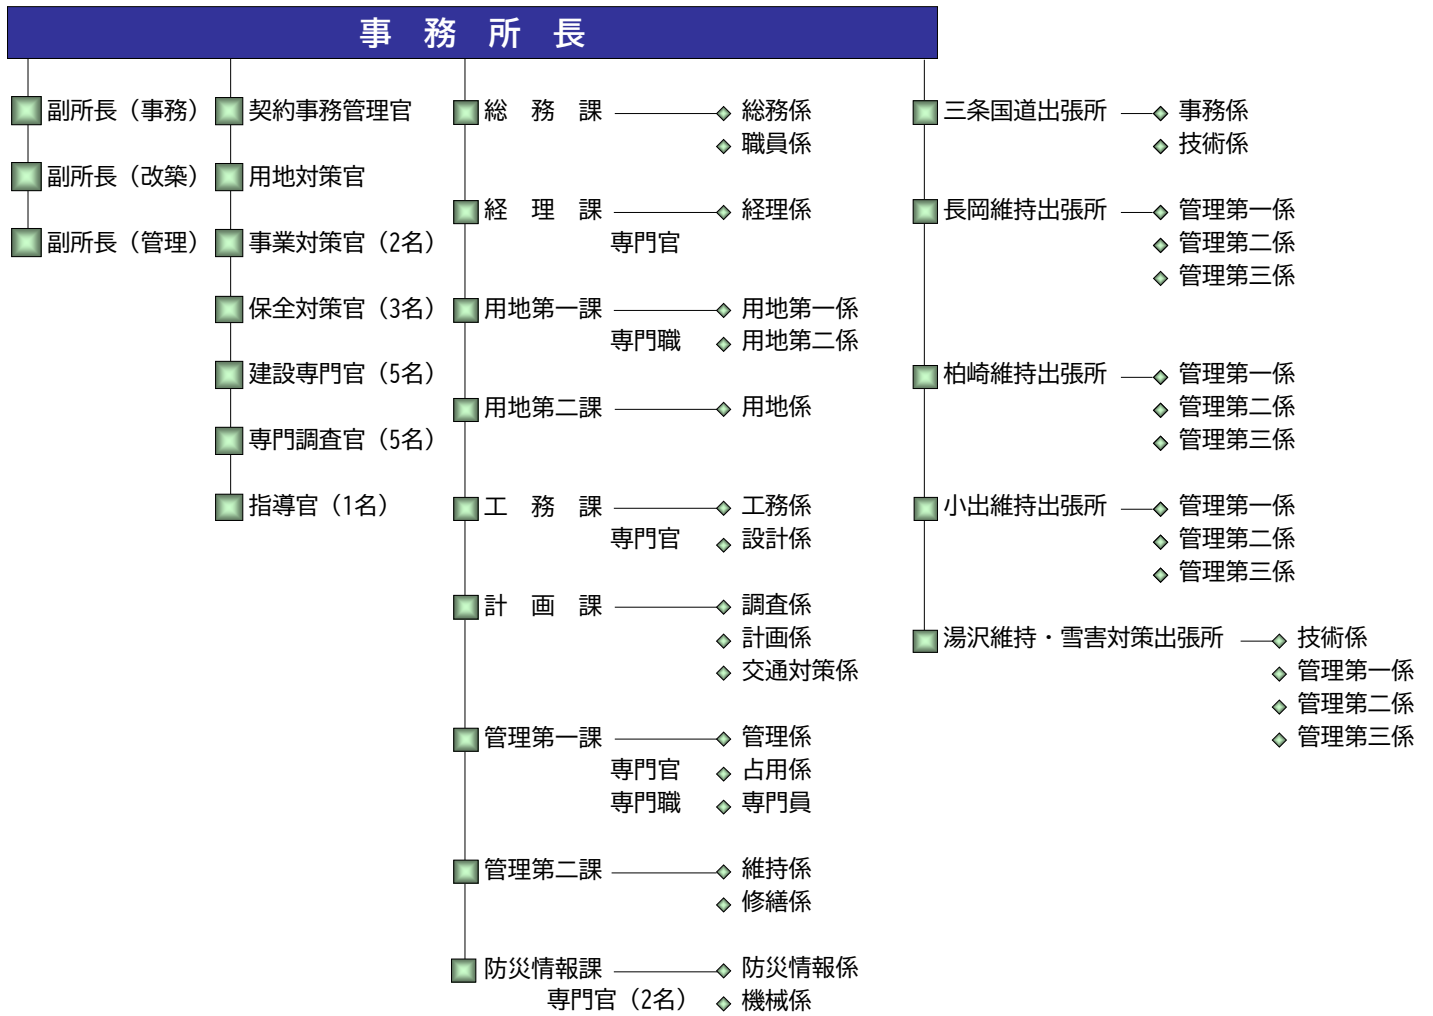 事　務　所　長
副所長（事務）
副所長（改築）
副所長（管理）
契約事務管理官
用地対策官
事業対策官（2名）
保全対策官（3名）
建設専門官（5名）
専門調査官（5名）
指導官（1名）
総　務　課
総務係
職員係
経　理　課
経理係
専門官
用地第一課
用地第一係
専門職
用地第二係
用地第二課
用地係
工　務　課
工務係
専門官
設計係
計　画　課
調査係
計画係
交通対策係
管理第一課
管理係
専門官
占用係
専門職
専門員
管理第二課
維持係
修繕係
防災情報課
防災情報係
専門官（2名）
機械係
三条国道出張所
事務係
技術係
長岡維持出張所
管理第一係
管理第二係
管理第三係
柏崎維持出張所
管理第一係
管理第二係
管理第三係
小出維持出張所
管理第一係
管理第二係
管理第三係
湯沢維持・雪害対策出張所
技術係
管理第一係
管理第二係
管理第三係